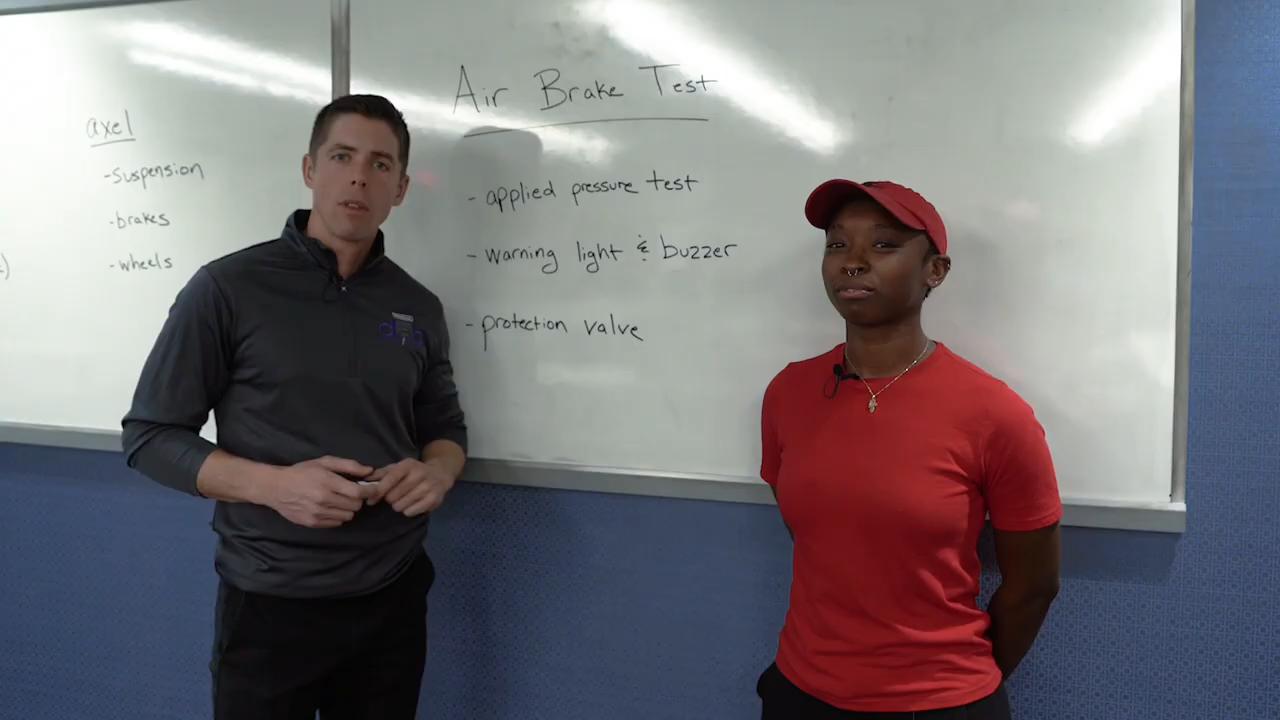 axel
-suspension
-brakes
-wheels
Air Brake Test
- applied pressure test
- warning light & buzzer
- protection valve